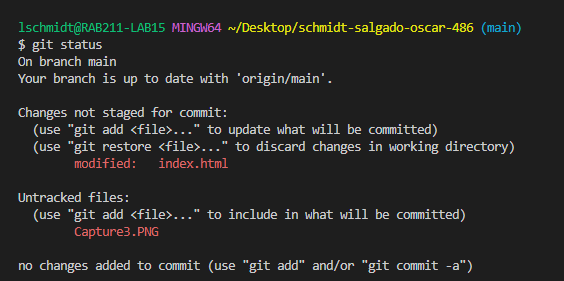 lschmidt@RAB211-LAB15 MINGW64 ~/Desktop/schmidt-salgado-oscar-486 (main)
$ git status
On branch main
Your branch is up to date with 'origin/main'.

Changes not staged for commit:
  (use "git add <file>..." to update what will be committed)
  (use "git restore <file>..." to discard changes in working directory)
        modified:   index.html

Untracked files:
  (use "git add <file>..." to include in what will be committed)
        Capture3.PNG

no changes added to commit (use "git add" and/or "git commit -a")